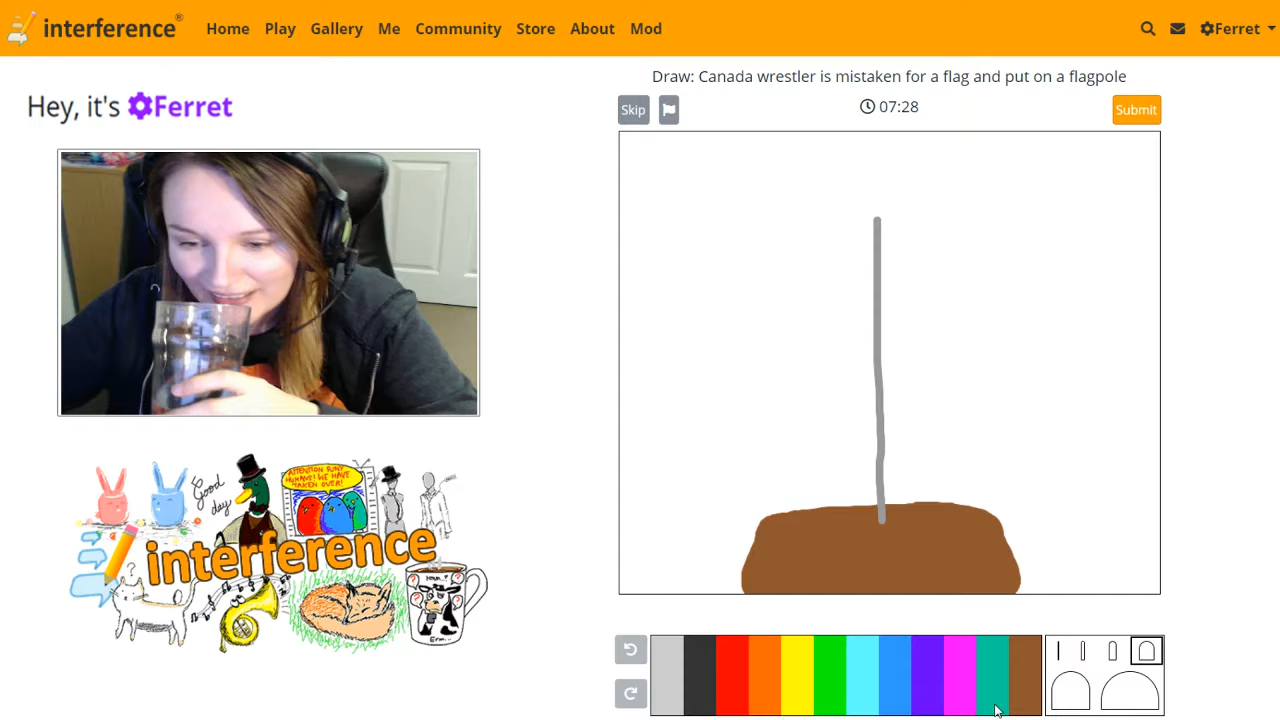 interference®
Home Play Gallery Me Community Store About Mod
Ferret
Draw: Canada wrestler is mistaken for a flag and put on a flagpole
Hey, it's Ferret
Skip
07:28
Submit
Good
day
ATTENTION PUNY
HUMANS! WE HAVE
TAKEN OVER!
interference